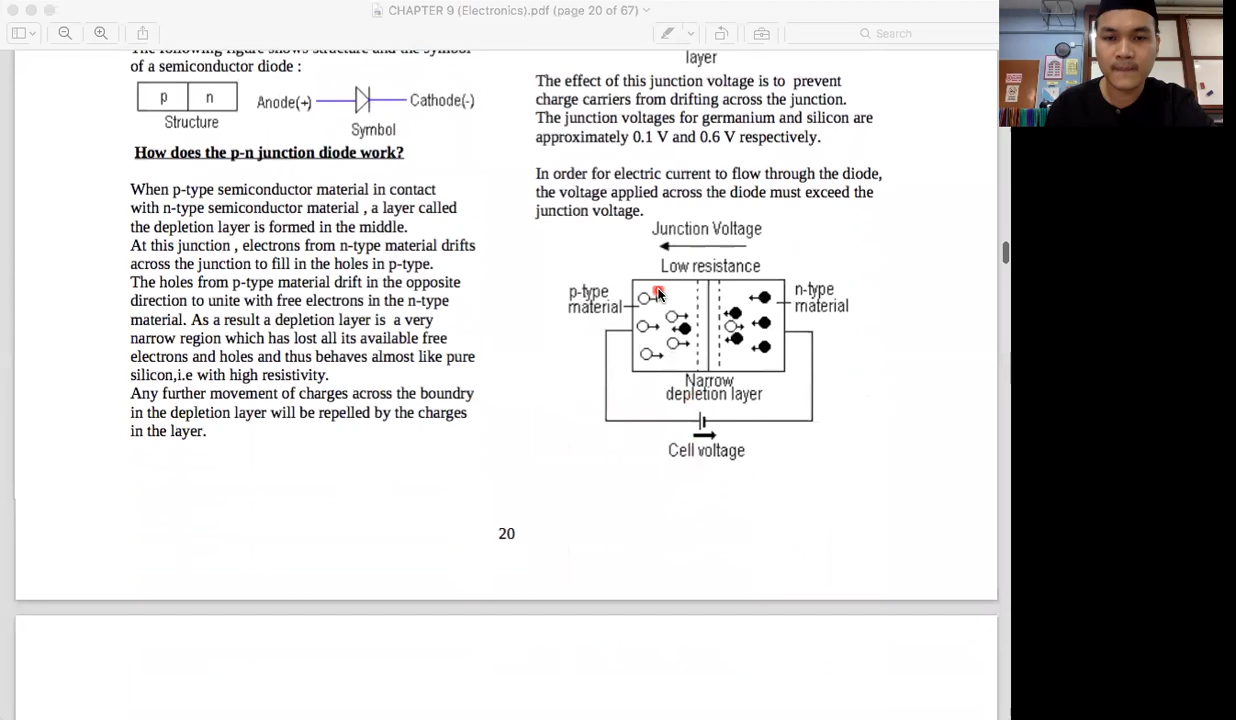 CHAPTER 9 (Electronics).pdf (page 20 of 67)
Search
The following figure shows structure and the symbol
of a semiconductor diode :
p n
Anode(+) Cathode(-)
Structure
Symbol
How does the p-n junction diode work?
When p-type semiconductor material in contact
with n-type semiconductor material , a layer called
the depletion layer is formed in the middle.
At this junction , electrons from n-type material drifts
across the junction to fill in the holes in p-type.
The holes from p-type material drift in the opposite
direction to unite with free electrons in the n-type
material. As a result a depletion layer is a very
narrow region which has lost all its available free
electrons and holes and thus behaves almost like pure
silicon,i.e with high resistivity.
Any further movement of charges across the boundry
in the depletion layer will be repelled by the charges
in the layer.
layer
The effect of this junction voltage is to prevent
charge carriers from drifting across the junction.
The junction voltages for germanium and silicon are
approximately 0.1 V and 0.6 V respectively.
In order for electric current to flow through the diode,
the voltage applied across the diode must exceed the
junction voltage.
Junction Voltage
Low resistance
p-type
material
n-type
material
Narrow
depletion layer
Cell voltage
20